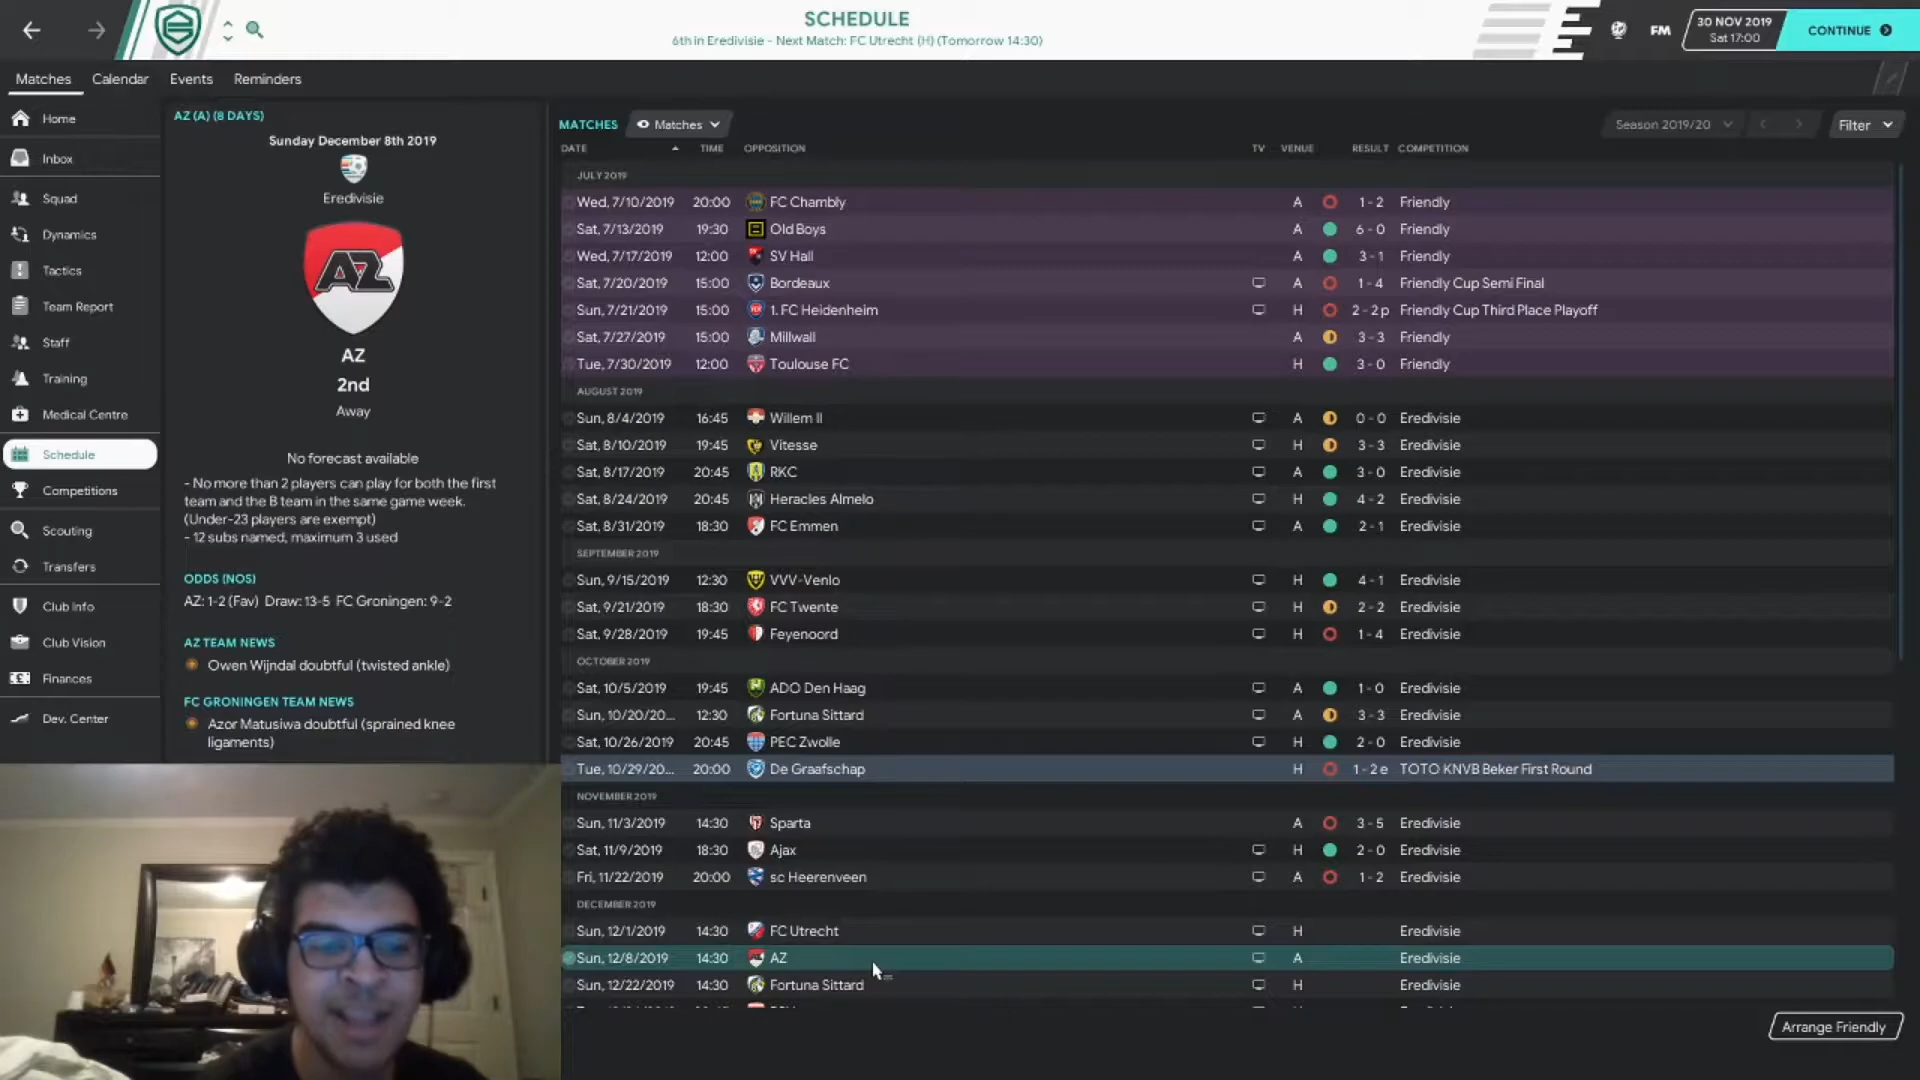 SCHEDULE
6th in Eredivisie - Next Match: FC Utrecht (H) (Tomorrow 14:30)
FM
30 NOV 2019
Sat 17:00
CONTINUE
Matches Calendar Events Reminders
Home
Inbox
Squad
Dynamics
Tactics
Team Report
Staff
Training
Medical Centre
Schedule
Competitions
Scouting
Transfers
Club Info
Club Vision
Finances
Dev. Center
AZ (A) (8 DAYS)
Sunday December 8th 2019
Eredivisie
AZ
AZ
2nd
Away
No forecast available
- No more than 2 players can play for both the first
team and the B team in the same game week.
(Under-23 players are exempt)
- 12 subs named, maximum 3 used
ODDS (NOS)
AZ: 1-2 (Fav) Draw: 13-5 FC Groningen: 9-2
AZ TEAM NEWS
Owen Wijndal doubtful (twisted ankle)
FC GRONINGEN TEAM NEWS
Azor Matusiwa doubtful (sprained knee
ligaments)
MATCHES Matches Season 2019/20 Filter
DATE TIME OPPOSITION TV VENUE RESULT COMPETITION
JULY 2019
Wed, 7/10/2019 20:00 FC Chambly A 1 - 2 Friendly
Sat, 7/13/2019 19:30 Old Boys A 6 - 0 Friendly
Wed, 7/17/2019 12:00 SV Hall A 3 - 1 Friendly
Sat, 7/20/2019 15:00 Bordeaux A 1 - 4 Friendly Cup Semi Final
Sun, 7/21/2019 15:00 1. FC Heidenheim H 2 - 2 p Friendly Cup Third Place Playoff
Sat, 7/27/2019 15:00 Millwall A 3 - 3 Friendly
Tue, 7/30/2019 12:00 Toulouse FC H 3 - 0 Friendly
AUGUST 2019
Sun, 8/4/2019 16:45 Willem II A 0 - 0 Eredivisie
Sat, 8/10/2019 19:45 Vitesse H 3 - 3 Eredivisie
Sat, 8/17/2019 20:45 RKC A 3 - 0 Eredivisie
Sat, 8/24/2019 20:45 Heracles Almelo H 4 - 2 Eredivisie
Sat, 8/31/2019 18:30 FC Emmen A 2 - 1 Eredivisie
SEPTEMBER 2019
Sun, 9/15/2019 12:30 VVV-Venlo H 4 - 1 Eredivisie
Sat, 9/21/2019 18:30 FC Twente H 2 - 2 Eredivisie
Sat, 9/28/2019 19:45 Feyenoord H 1 - 4 Eredivisie
OCTOBER 2019
Sat, 10/5/2019 19:45 ADO Den Haag A 1 - 0 Eredivisie
Sun, 10/20/20... 12:30 Fortuna Sittard A 3 - 3 Eredivisie
Sat, 10/26/2019 20:45 PEC Zwolle H 2 - 0 Eredivisie
Tue, 10/29/20... 20:00 De Graafschap H 1 - 2 e TOTO KNVB Beker First Round
NOVEMBER 2019
Sun, 11/3/2019 14:30 Sparta A 3 - 5 Eredivisie
Sat, 11/9/2019 18:30 Ajax H 2 - 0 Eredivisie
Fri, 11/22/2019 20:00 sc Heerenveen A 1 - 2 Eredivisie
DECEMBER 2019
Sun, 12/1/2019 14:30 FC Utrecht H Eredivisie
Sun, 12/8/2019 14:30 AZ A Eredivisie
Sun, 12/22/2019 14:30 Fortuna Sittard H Eredivisie
Arrange Friendly